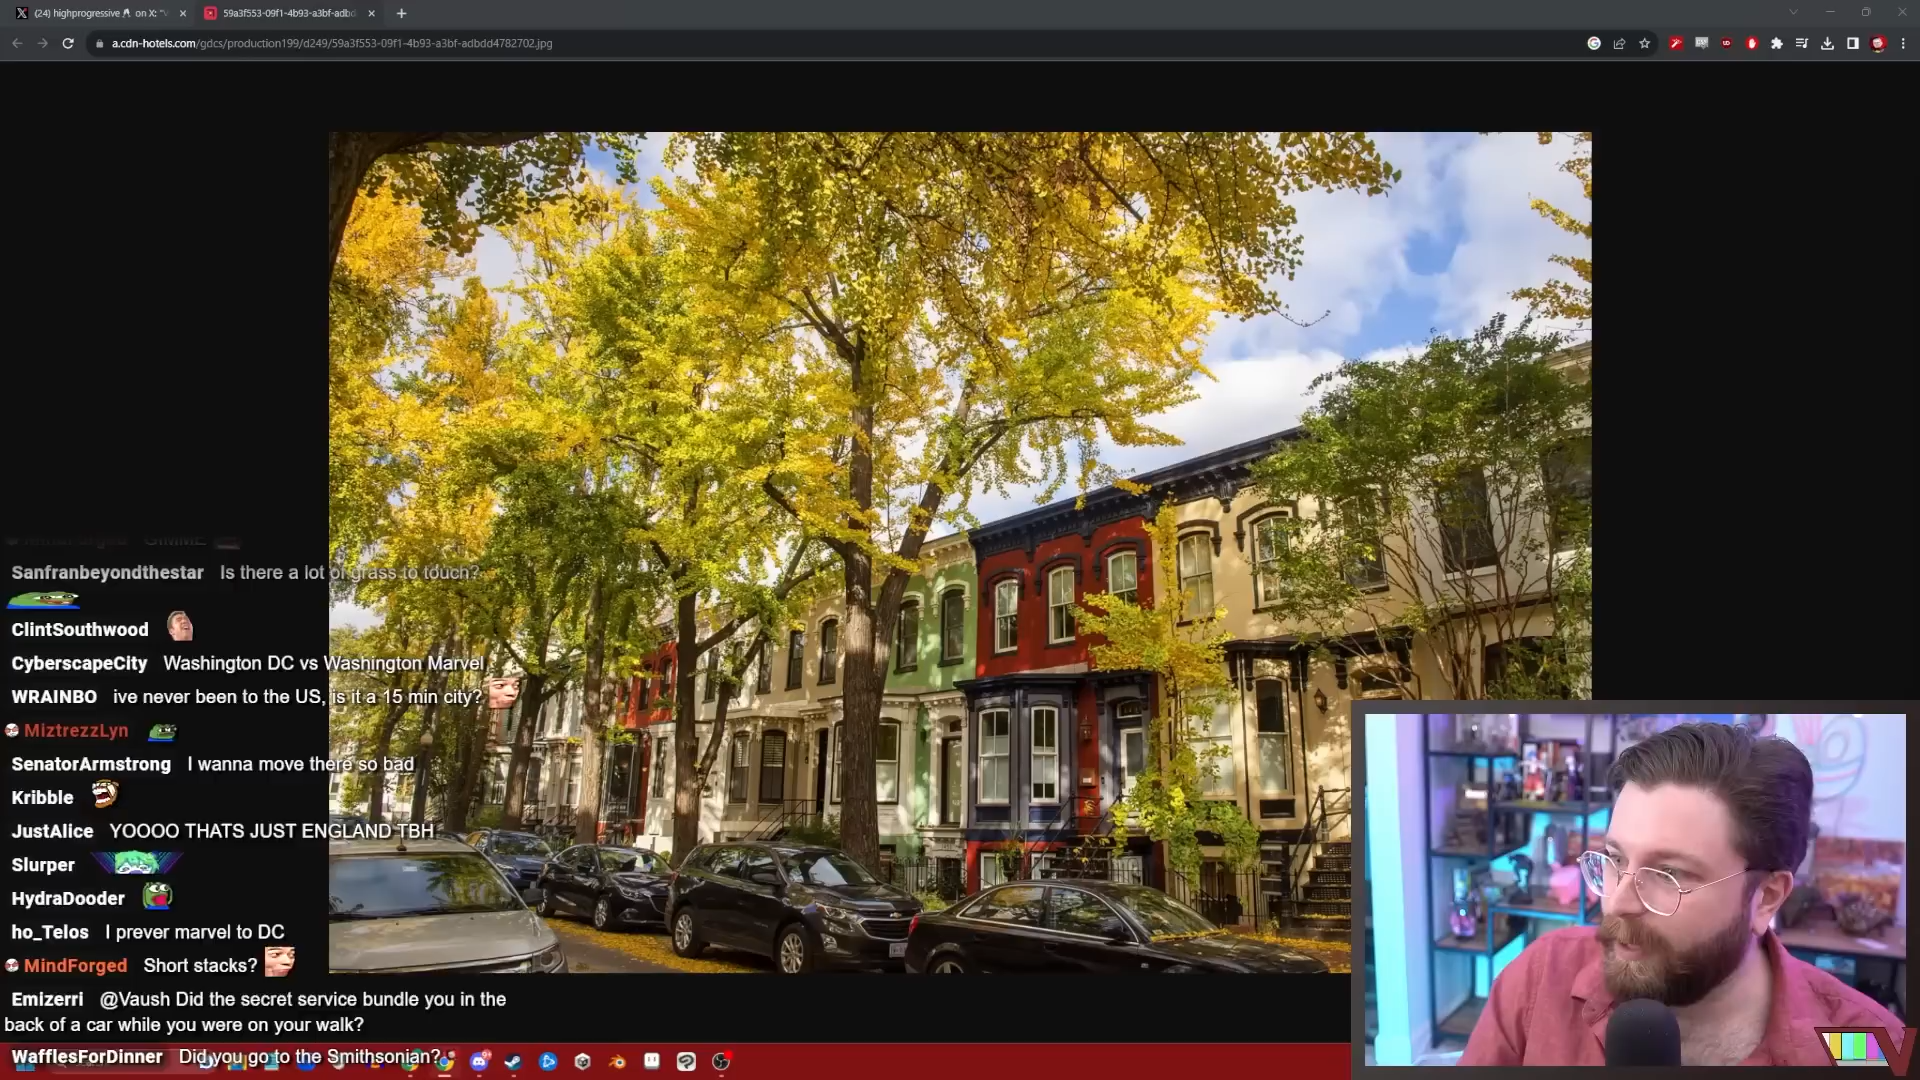 (24) highprogressive on X: "
59a3f553-09f1-4b93-a3bf-adbd
a.cdn-hotels.com/gdcs/production199/d249/59a3f553-09f1-4b93-a3bf-adbdd4782702.jpg
Sanfranbeyondthestar Is there a lot of grass to touch?
ClintSouthwood
CyberscapeCity Washington DC vs Washington Marvel
WRAINBO ive never been to the US, is it a 15 min city?
MiztrezzLyn
SenatorArmstrong I wanna move there so bad
Kribble
JustAlice YOOOO THATS JUST ENGLAND TBH
Slurper
HydraDooder
ho_Telos I prever marvel to DC
MindForged Short stacks?
Emizerri @Vaush Did the secret service bundle you in the
back of a car while you were on your walk?
WafflesForDinner Did you go to the Smithsonian?